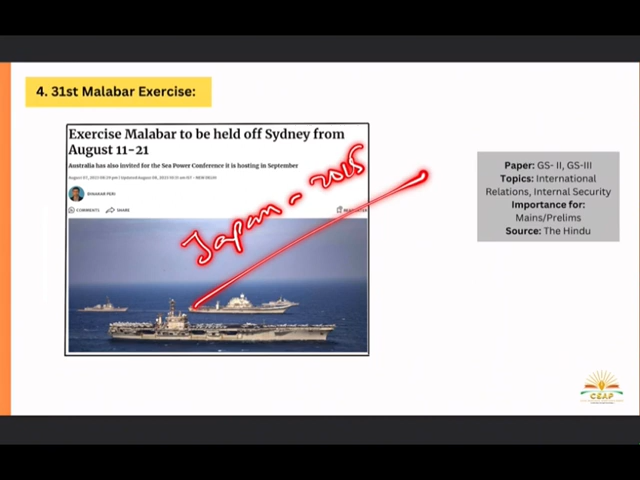 4. 31st Malabar Exercise:
Exercise Malabar to be held off Sydney from
August 11-21
Australia has also invited for the Sea Power Conference it is hosting in September
COMMENTS
SHARE
Japan - 2015
Paper: GS- II, GS-III
Topics: International
Relations, Internal Security
Importance for:
Mains/Prelims
Source: The Hindu
CEAP